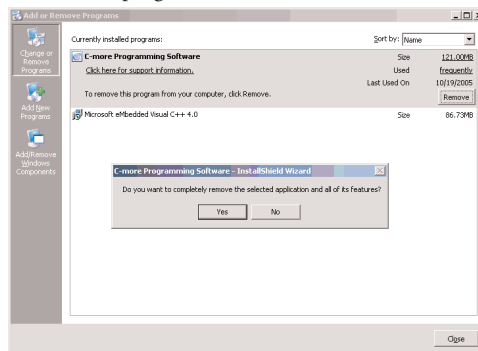 Add or Remove Programs
Change or
Remove
Programs
Add New
Programs
Add/Remove
Windows
Components
Currently installed programs:
Sort by: Name
C-more Programming Software
Size 121.00MB
Click here for support information.
Used frequently
Last Used On 10/19/2005
To remove this program from your computer, click Remove.
Remove
Microsoft eMbedded Visual C++ 4.0
Size 86.73MB
C-more Programming Software - InstallShield Wizard
Do you want to completely remove the selected application and all of its features?
Yes
No
Close